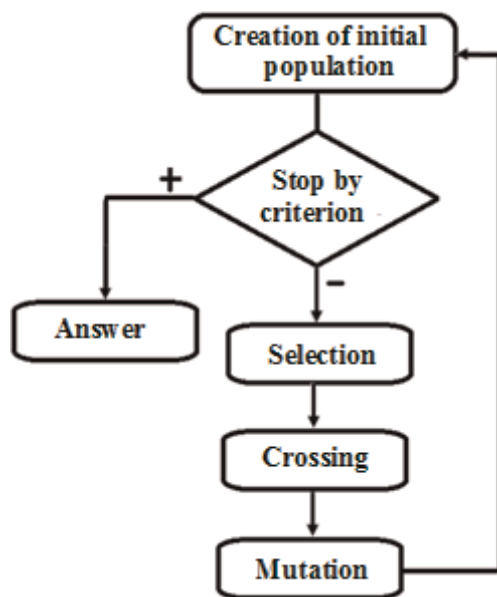 Creation of initial
population
+
Stop by
criterion
-
Answer
Selection
Crossing
Mutation